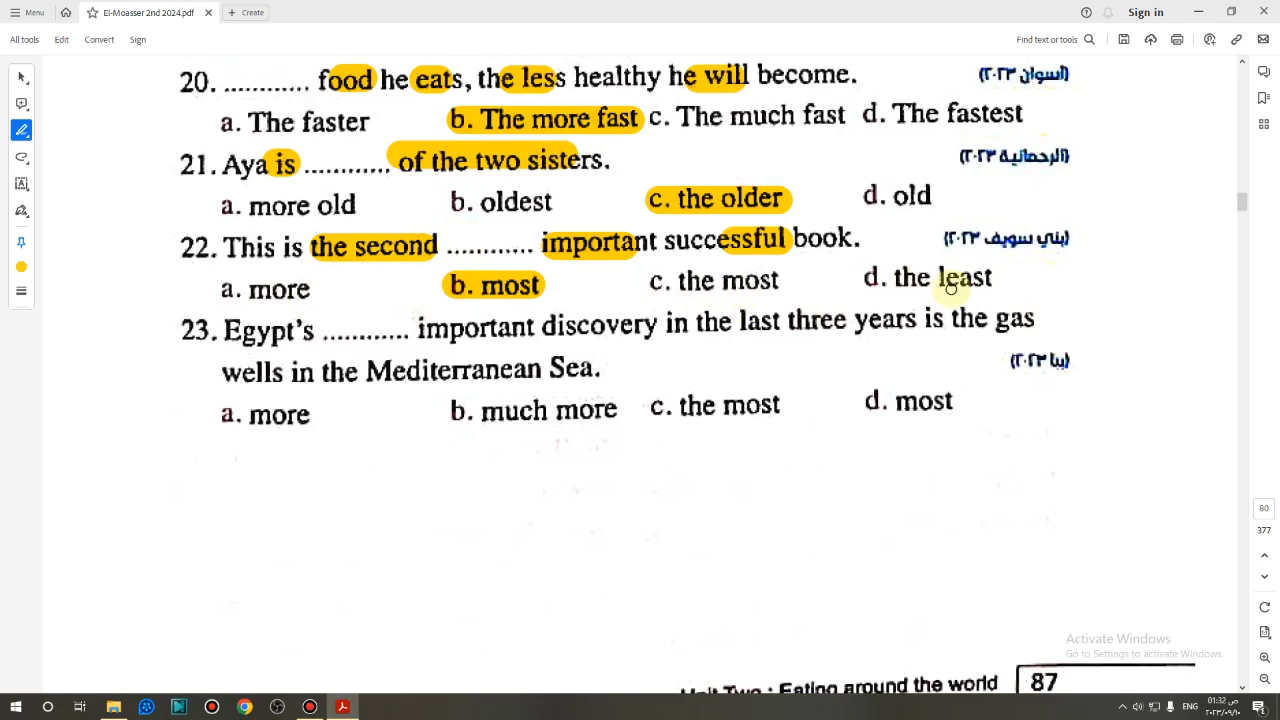 Menu
El-Moasser 2nd 2024.pdf
Create
Sign in
All tools Edit Convert Sign
Find text or tools
20. ............ food he eats, the less healthy he will become. (أسوان ٢٠٢٣)
a. The faster b. The more fast c. The much fast d. The fastest
21. Aya is ............ of the two sisters. (الرحمانية ٢٠٢٣)
a. more old b. oldest c. the older d. old
22. This is the second ............ important successful book. (بني سويف ٢٠٢٣)
a. more b. most c. the most d. the least
23. Egypt's ............ important discovery in the last three years is the gas
wells in the Mediterranean Sea. (ببا ٢٠٢٣)
a. more b. much more c. the most d. most
80
377
Activate Windows
Go to Settings to activate Windows.
Unit Two : Eating around the world 87
ENG
01:32 ص